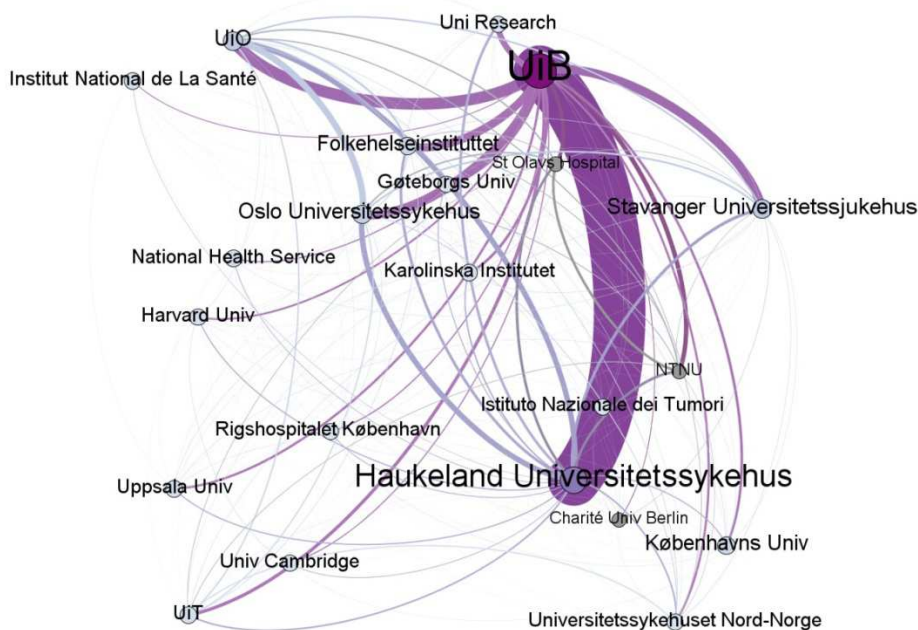 Uni Research
UiO
UiB
Institut National de La Santé
Folkehelseinstituttet
St Olavs Hospital
Gøteborgs Univ
Oslo Universitetssykehus
Stavanger Universitetssjukehus
National Health Service
Karolinska Institutet
Harvard Univ
NTNU
Istituto Nazionale dei Tumori
Rigshospitalet København
Haukeland Universitetssykehus
Uppsala Univ
Charité Univ Berlin
Københavns Univ
Univ Cambridge
UiT
Universitetssykehuset Nord-Norge